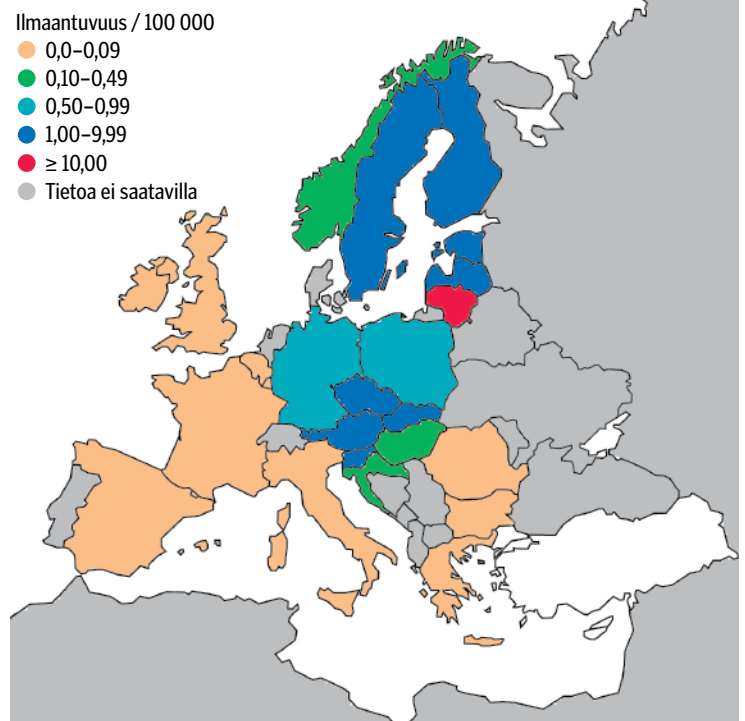 Ilmaantuvuus / 100 000
0,0–0,09
0,10–0,49
0,50–0,99
1,00–9,99
≥ 10,00
Tietoa ei saatavilla